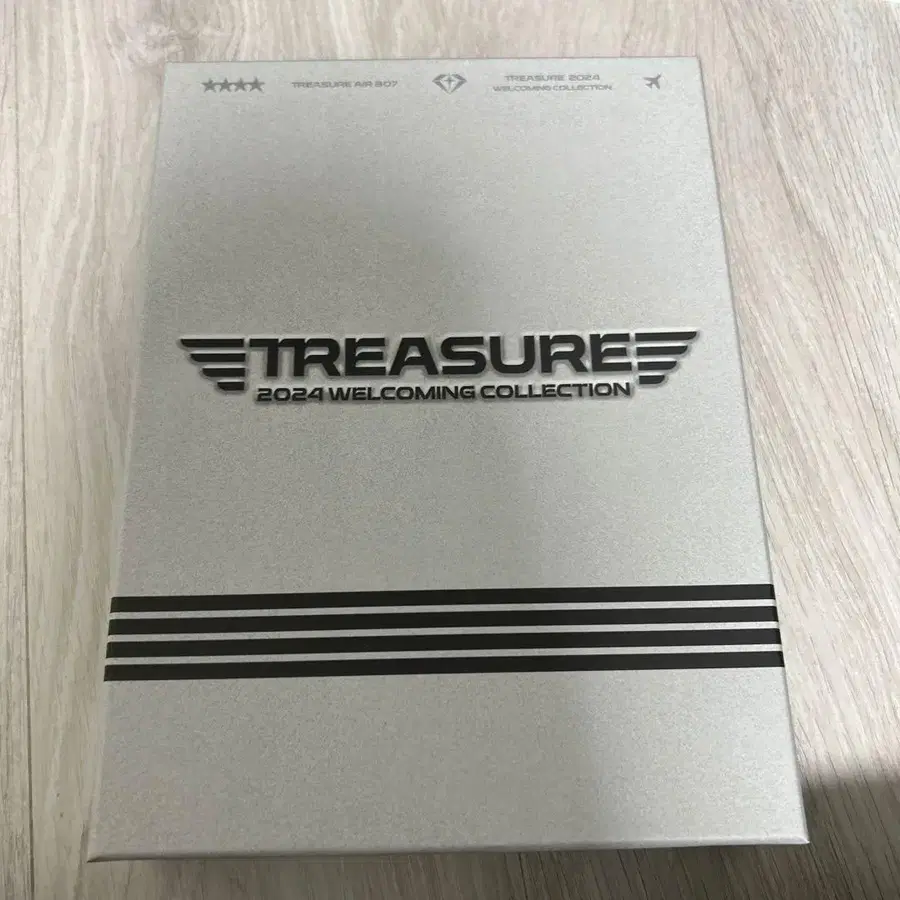 TREASURE AIR 807
TREASURE 2024
WELCOMING COLLECTION
TREASURE
2024 WELCOMING COLLECTION